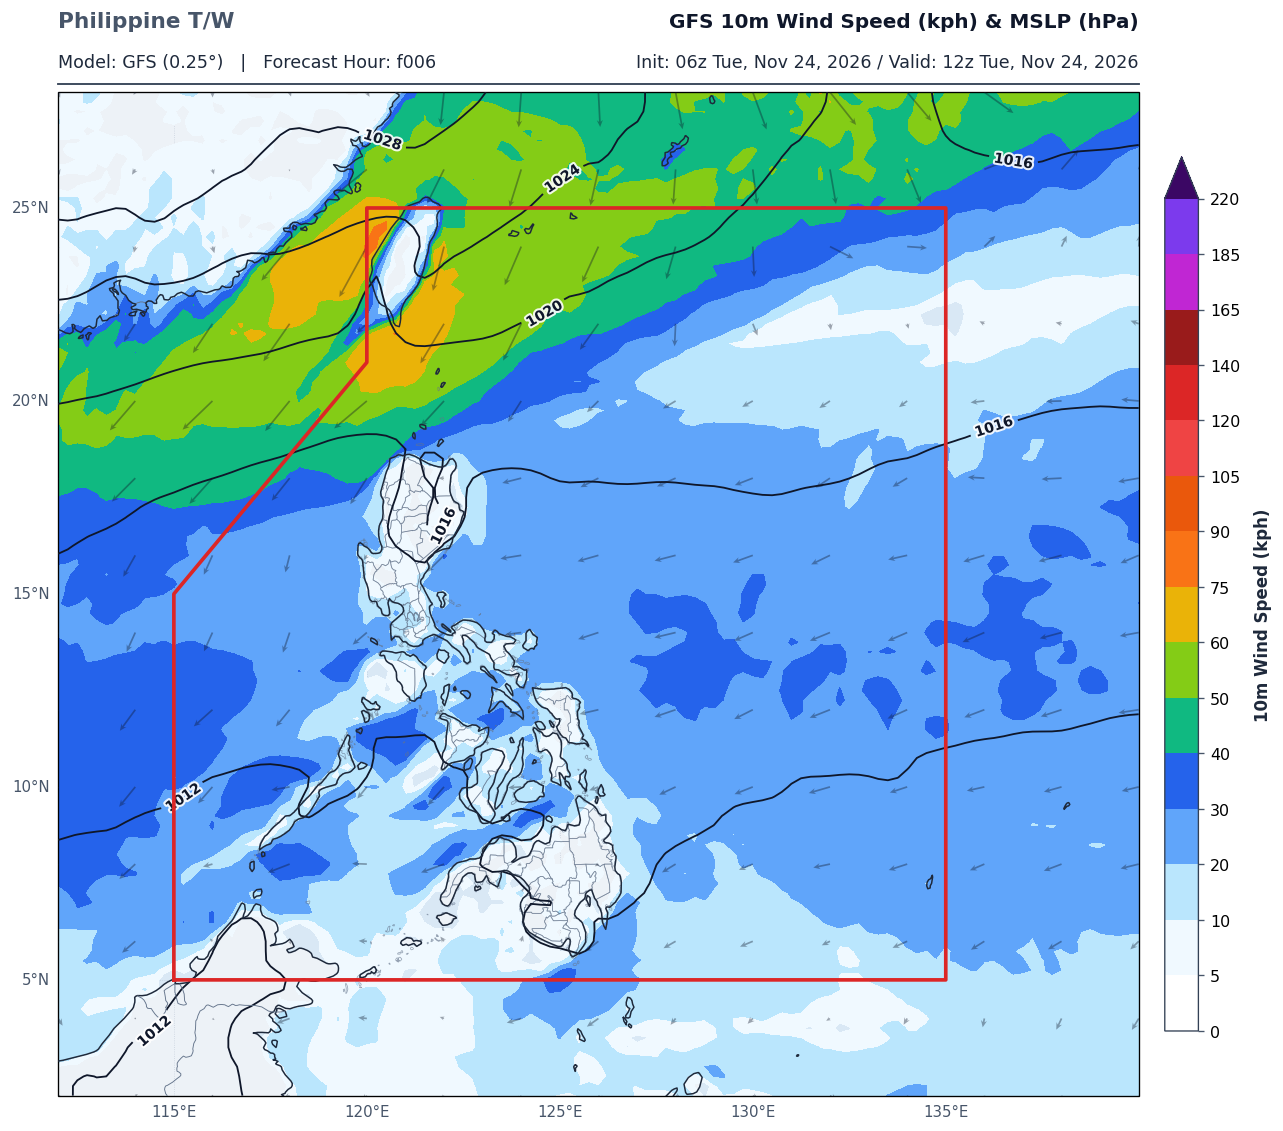 Philippine T/W
GFS 10m Wind Speed (kph) & MSLP (hPa)
Model: GFS (0.25°)   |   Forecast Hour: f006
Init: 06z Tue, Nov 24, 2026 / Valid: 12z Tue, Nov 24, 2026
1028
1024
1016
1020
1016
1016
1012
1012
25°N
20°N
15°N
10°N
5°N
115°E
120°E
125°E
130°E
135°E
220
185
165
140
120
105
90
75
60
50
40
30
20
10
5
0
10m Wind Speed (kph)